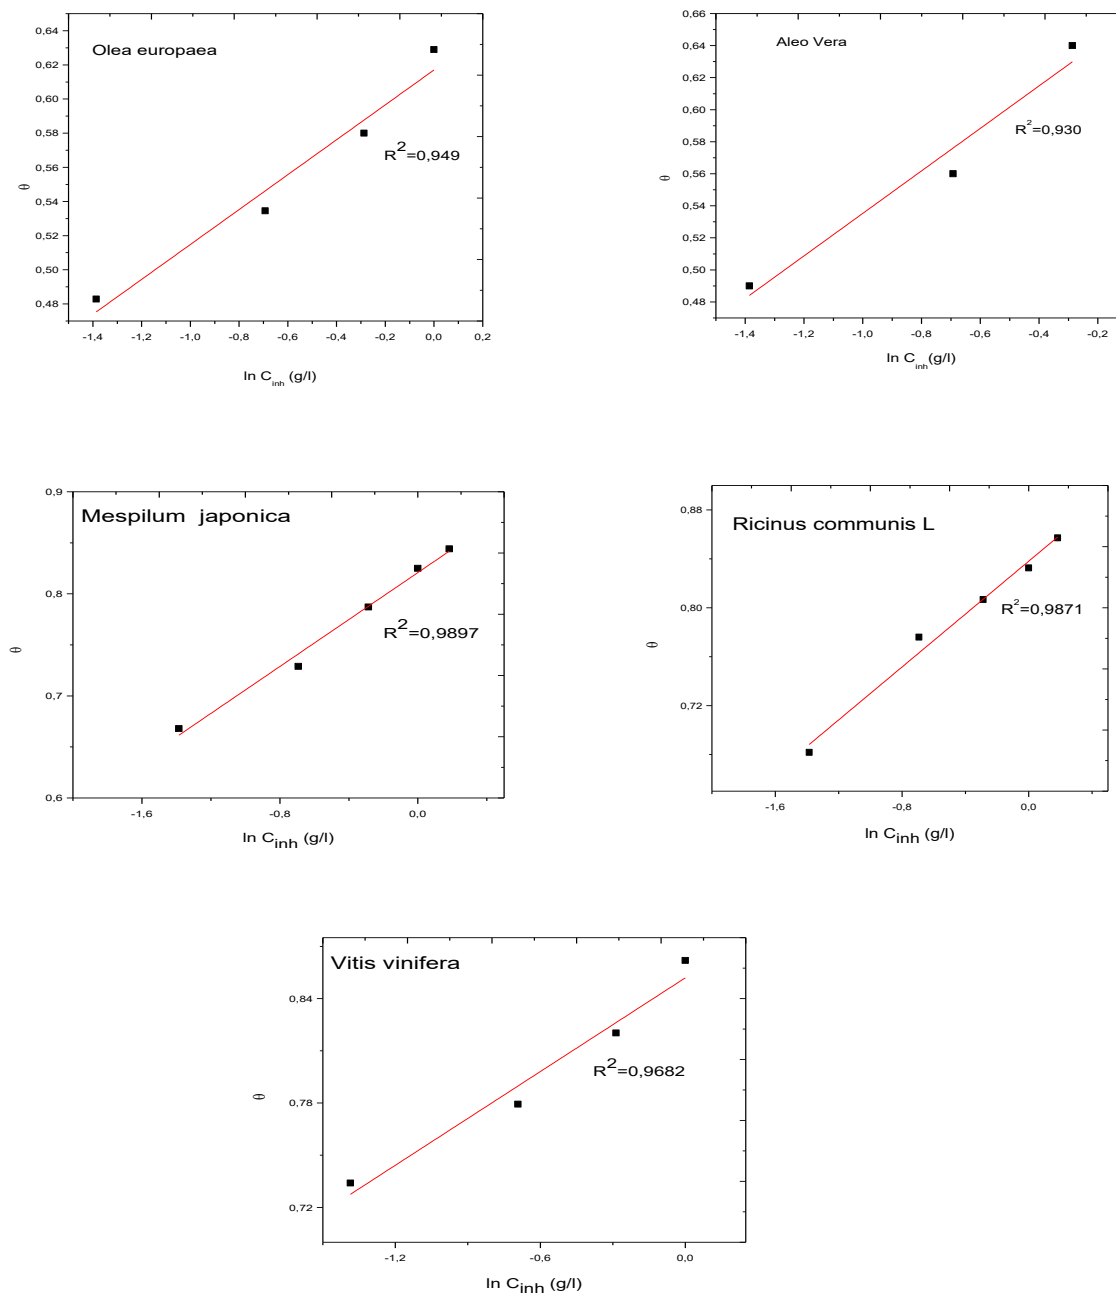 Olea europaea
0,64
0,62
0,60
0,58
0,56
0,54
0,52
0,50
0,48
θ
R2=0,949
-1,4 -1,2 -1,0 -0,8 -0,6 -0,4 -0,2 0,0 0,2
ln Cinh (g/l)
Aleo Vera
0,66
0,64
0,62
0,60
0,58
0,56
0,54
0,52
0,50
0,48
θ
R2=0,930
-1,4 -1,2 -1,0 -0,8 -0,6 -0,4 -0,2
ln Cinh (g/l)
Mespilum japonica
0,9
0,8
0,7
0,6
θ
R2=0,9897
-1,6 -0,8 0,0
ln Cinh (g/l)
Ricinus communis L
0,88
0,80
0,72
θ
R2=0,9871
-1,6 -0,8 0,0
ln Cinh (g/l)
Vitis vinifera
0,84
0,78
0,72
θ
R2=0,9682
-1,2 -0,6 0,0
ln Cinh (g/l)